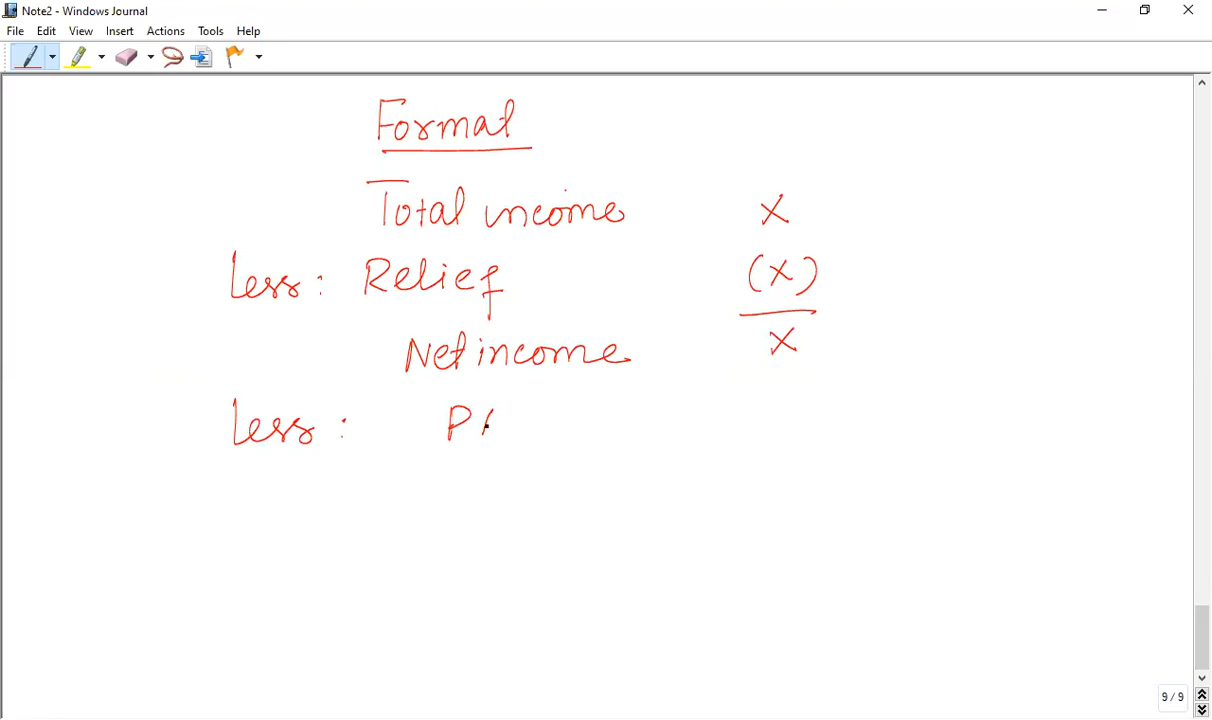 Note2 - Windows Journal
File Edit View Insert Actions Tools Help
Format
Total income X
less: Relief (X)
X
Net income
less: P
9 / 9